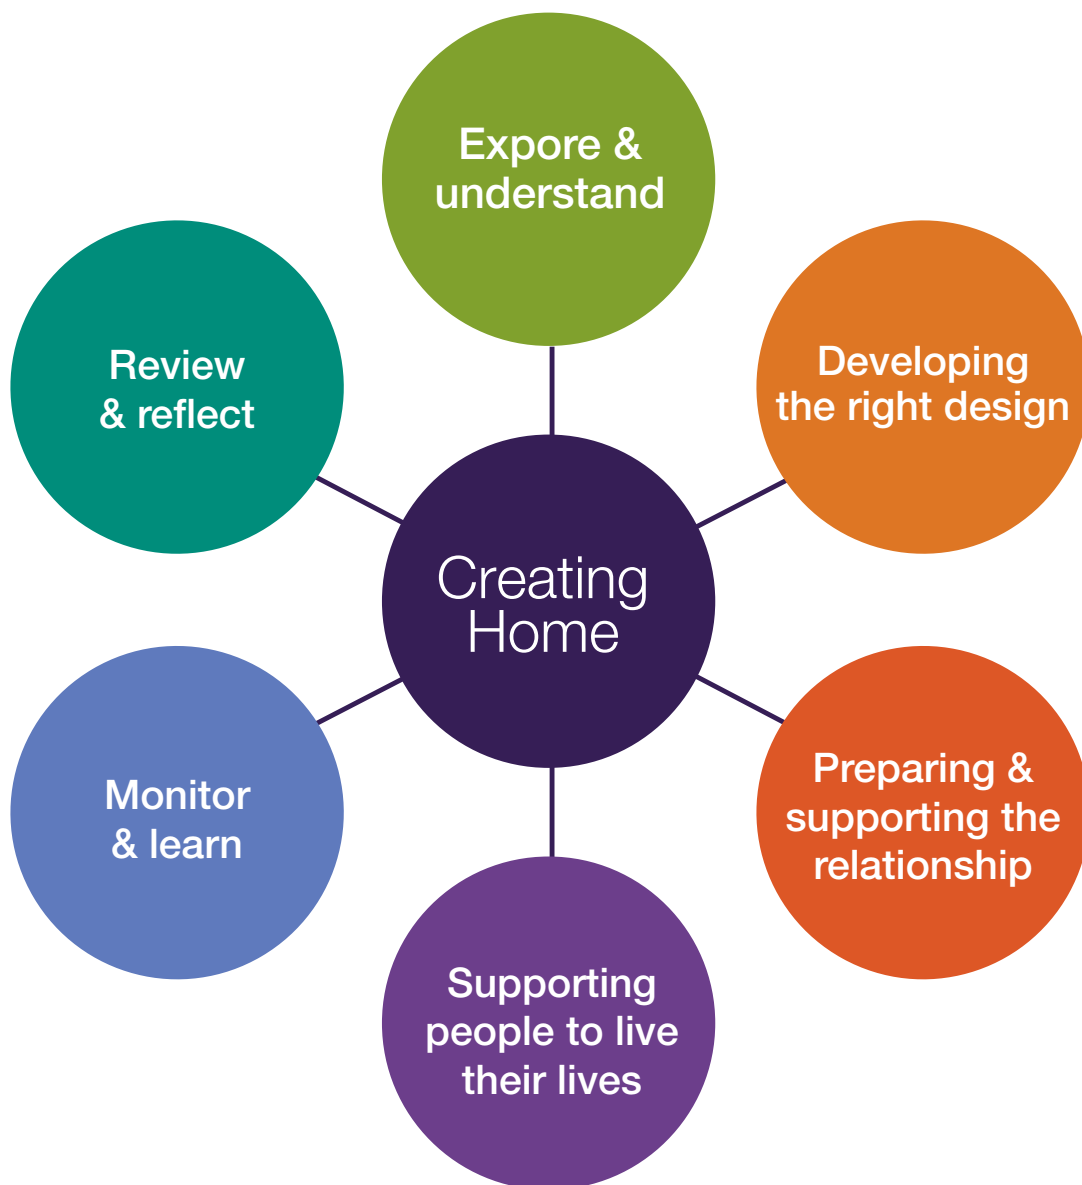 Expore &
understand
Developing
the right design
Preparing &
supporting the
relationship
Supporting
people to live
their lives
Monitor
& learn
Review
& reflect
Creating
Home